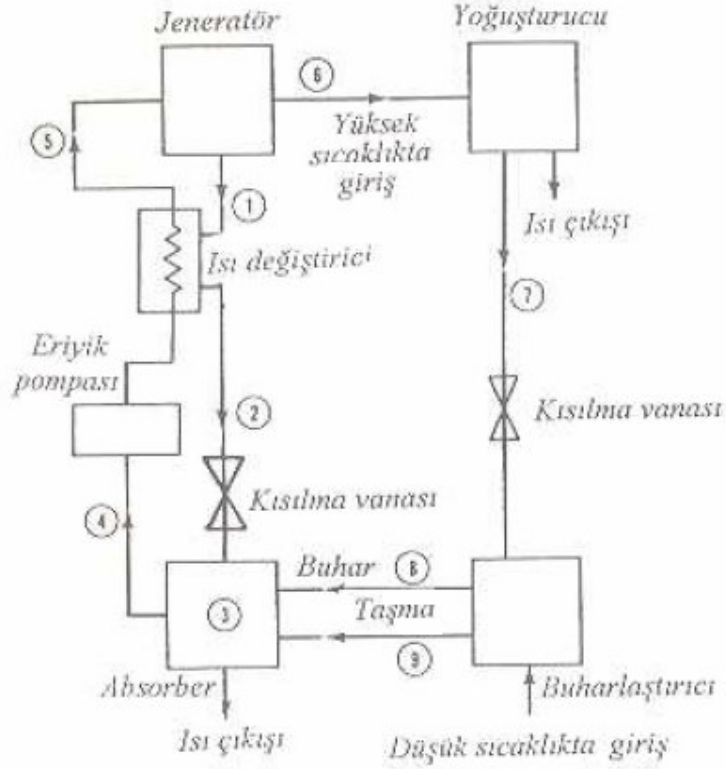 Jeneratör
Yoğuşturucu
6
5
Yüksek
sıcaklıkta
giriş
1
Isı çıkışı
Isı değiştirici
7
Eriyik
pompası
2
Kısılma vanası
Kısılma vanası
4
Buhar
8
3
Taşma
9
Absorber
Buharlaştırıcı
Isı çıkışı
Düşük sıcaklıkta giriş